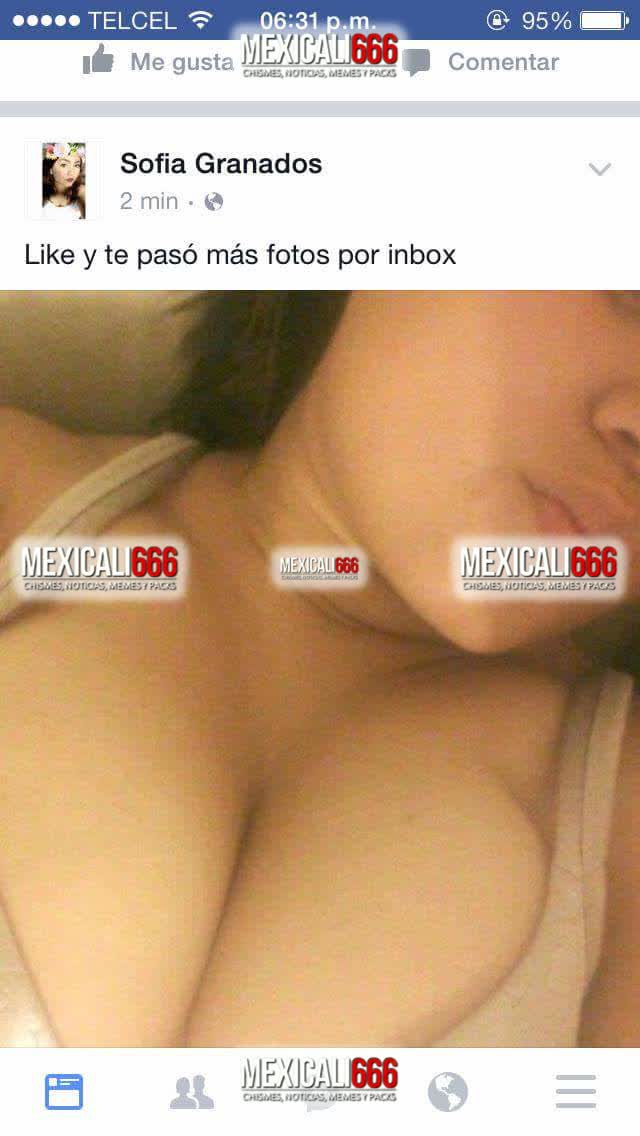 TELCEL 06:31 p.m. 95%
Me gusta Comentar
MEXICALI666
CHISMES, NOTICIAS, MEMES Y PACKS
Sofia Granados
2 min
Like y te pasó más fotos por inbox
MEXICALI666 MEXICALI666 MEXICALI666
CHISMES, NOTICIAS, MEMES Y PACKS CHISMES, NOTICIAS, MEMES Y PACKS CHISMES, NOTICIAS, MEMES Y PACKS
MEXICALI666
CHISMES, NOTICIAS, MEMES Y PACKS